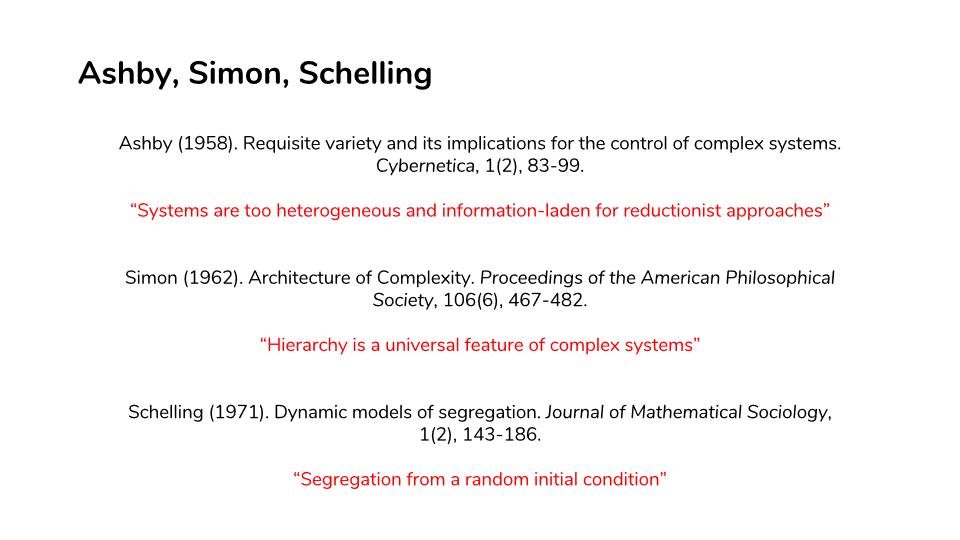 Ashby, Simon, Schelling
Ashby (1958). Requisite variety and its implications for the control of complex systems.
Cybernetica, 1(2), 83-99.
“Systems are too heterogeneous and information-laden for reductionist approaches”
Simon (1962). Architecture of Complexity. Proceedings of the American Philosophical
Society, 106(6), 467-482.
“Hierarchy is a universal feature of complex systems”
Schelling (1971). Dynamic models of segregation. Journal of Mathematical Sociology,
1(2), 143-186.
“Segregation from a random initial condition”